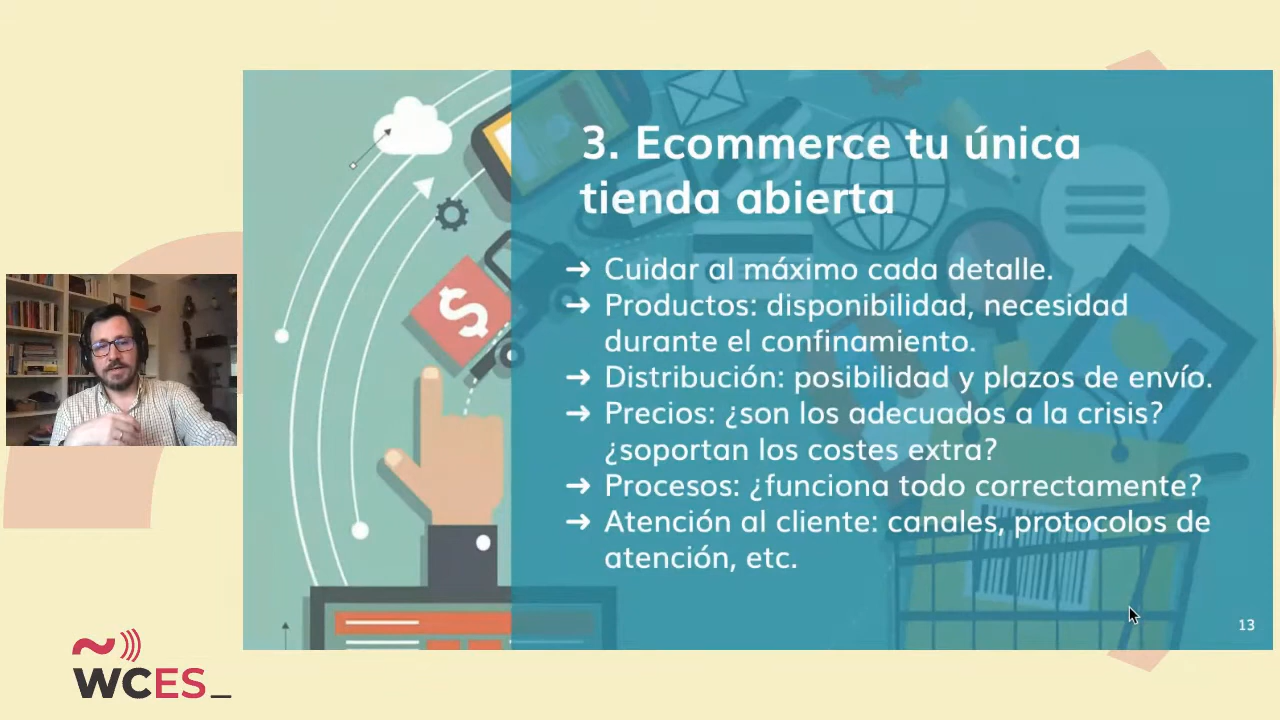 3. Ecommerce tu única
tienda abierta
➜ Cuidar al máximo cada detalle.
➜ Productos: disponibilidad, necesidad
durante el confinamiento.
➜ Distribución: posibilidad y plazos de envío.
➜ Precios: ¿son los adecuados a la crisis?
¿soportan los costes extra?
➜ Procesos: ¿funciona todo correctamente?
➜ Atención al cliente: canales, protocolos de
atención, etc.
13
$
WCES_